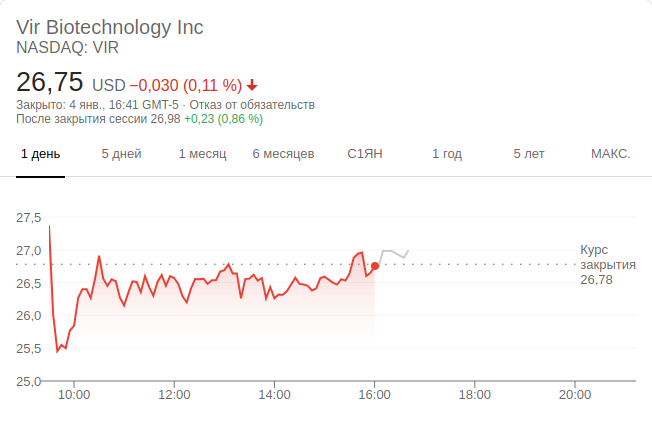 Vir Biotechnology Inc
NASDAQ: VIR
26,75 USD −0,030 (0,11 %)
Закрыто: 4 янв., 16:41 GMT-5 · Отказ от обязательств
После закрытия сессии 26,98 +0,23 (0,86 %)
1 день 5 дней 1 месяц 6 месяцев С1ЯН 1 год 5 лет МАКС.
27,5
27,0
26,5
26,0
25,5
25,0
Курс
закрытия
26,78
10:00 12:00 14:00 16:00 18:00 20:00